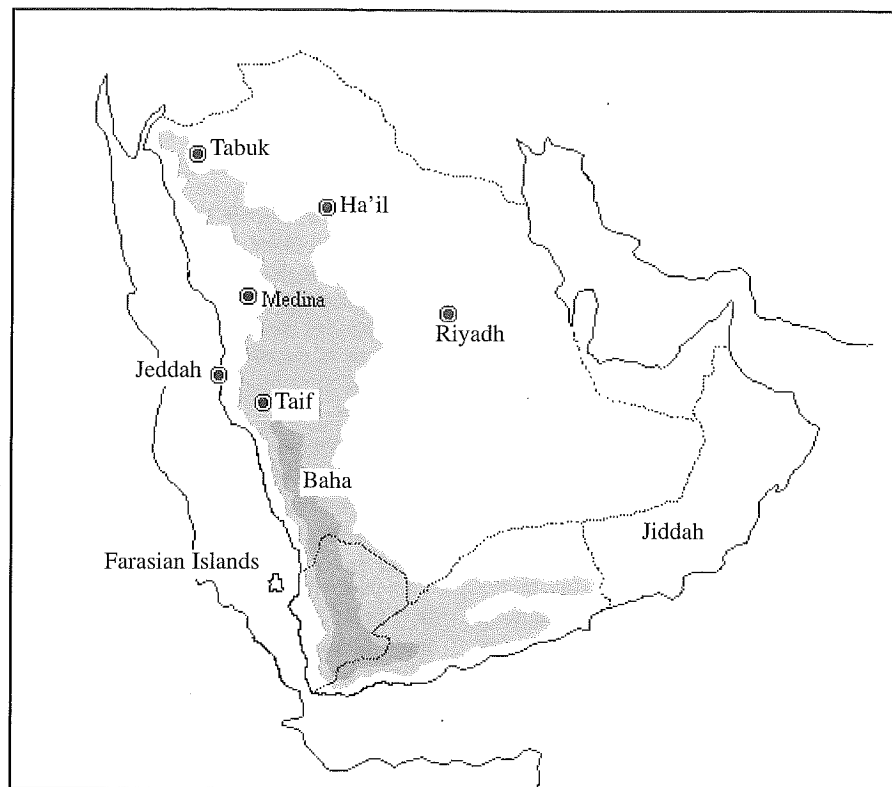 Tabuk
Ha'il
Medina
Riyadh
Jeddah
Taif
Baha
Jiddah
Farasian Islands